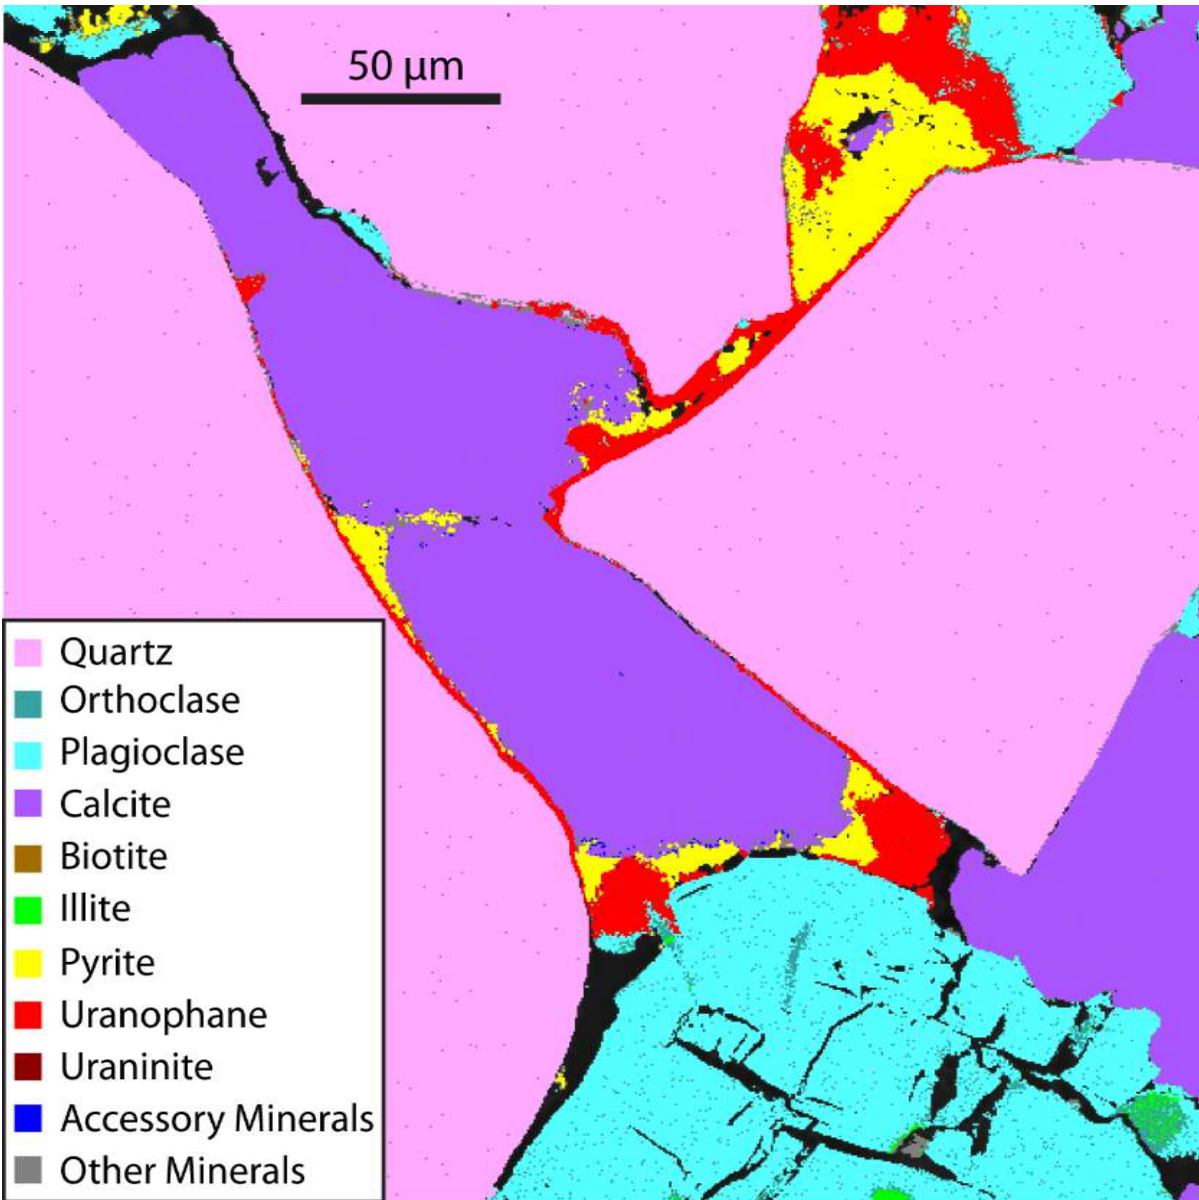 50 µm
Quartz
Orthoclase
Plagioclase
Calcite
Biotite
Illite
Pyrite
Uranophane
Uraninite
Accessory Minerals
Other Minerals